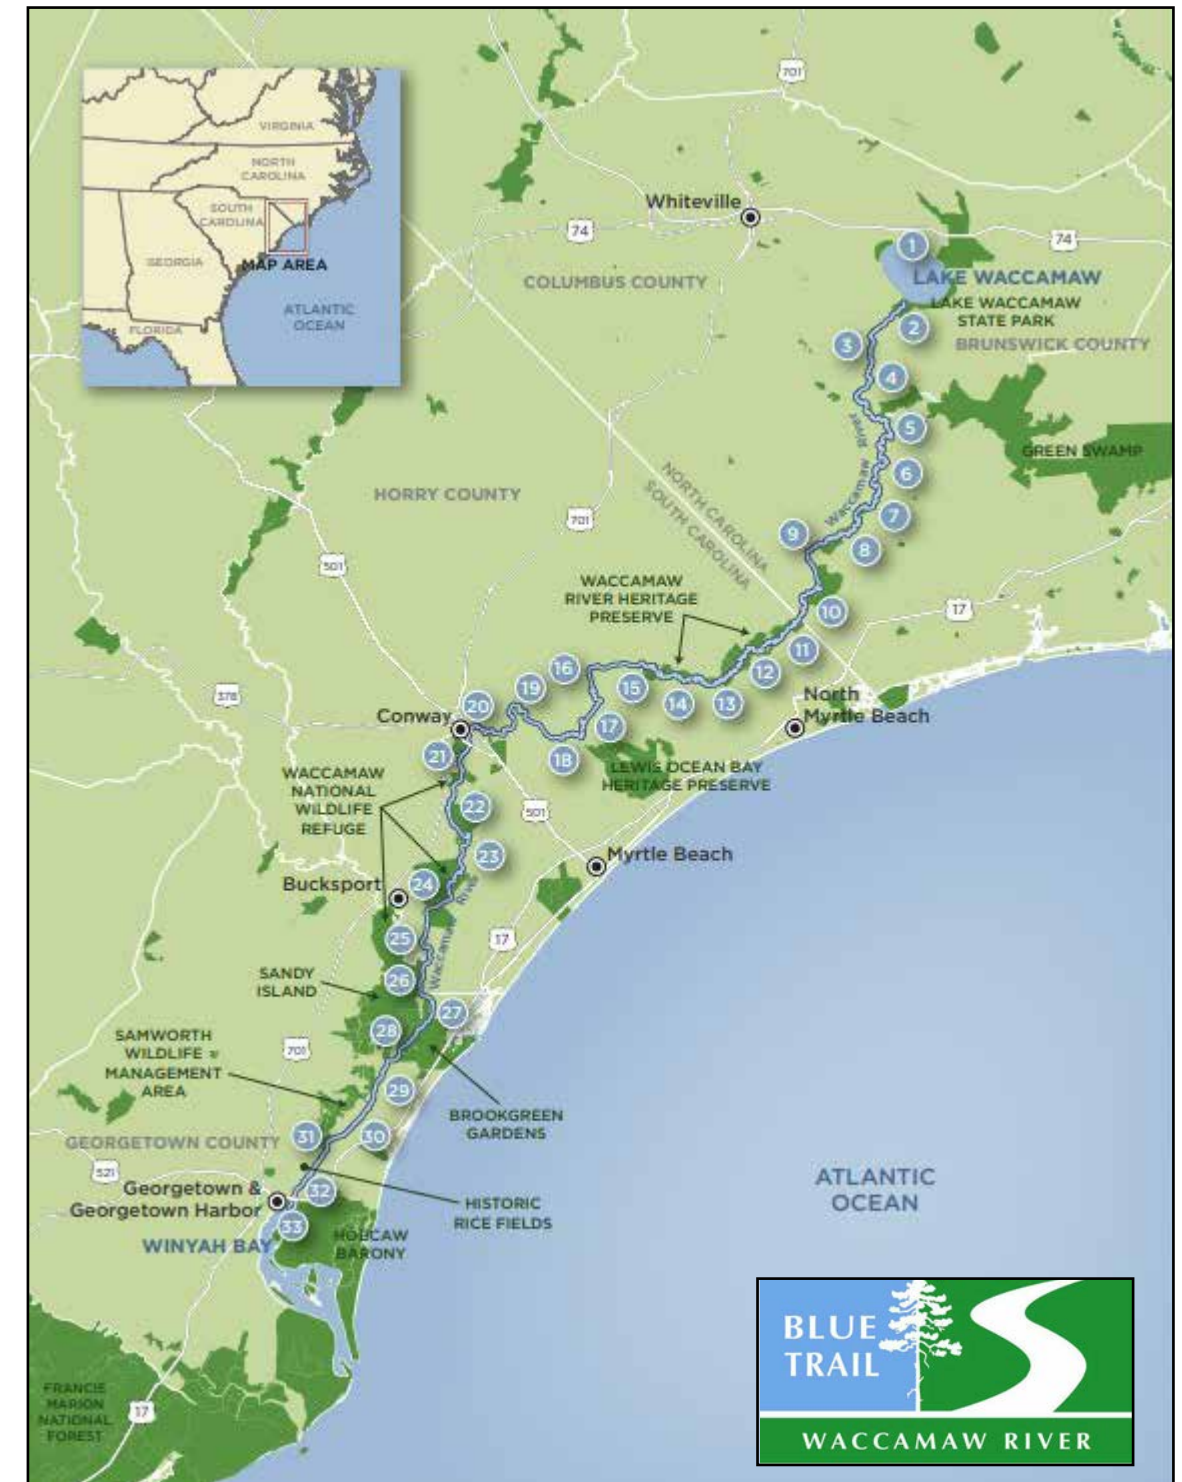 VIRGINIA
NORTH
CAROLINA
SOUTH
CAROLINA
GEORGIA
MAP AREA
ATLANTIC
OCEAN
FLORIDA
701
Whiteville
74
74
1
COLUMBUS COUNTY
LAKE WACCAMAW
LAKE WACCAMAW
STATE PARK
2
BRUNSWICK COUNTY
3
4
5
Waccamaw River
GREEN SWAMP
6
HORRY COUNTY
NORTH CAROLINA
SOUTH CAROLINA
701
7
9
8
501
WACCAMAW
RIVER HERITAGE
PRESERVE
17
10
11
16
12
19
15
14
13
378
20
North
Myrtle Beach
Conway
17
21
18
LEWIS OCEAN BAY
HERITAGE PRESERVE
WACCAMAW
NATIONAL
WILDLIFE
REFUGE
22
501
23
Myrtle Beach
Bucksport
24
Waccamaw River
25
17
26
SANDY
ISLAND
27
28
SAMWORTH
WILDLIFE
MANAGEMENT
AREA
701
29
BROOKGREEN
GARDENS
GEORGETOWN COUNTY
31
30
521
Georgetown &
Georgetown Harbor
32
HISTORIC
RICE FIELDS
33
WINYAH BAY
HOBCAW
BARONY
ATLANTIC
OCEAN
FRANCIS
MARION
NATIONAL
FOREST
17
BLUE
TRAIL
WACCAMAW RIVER